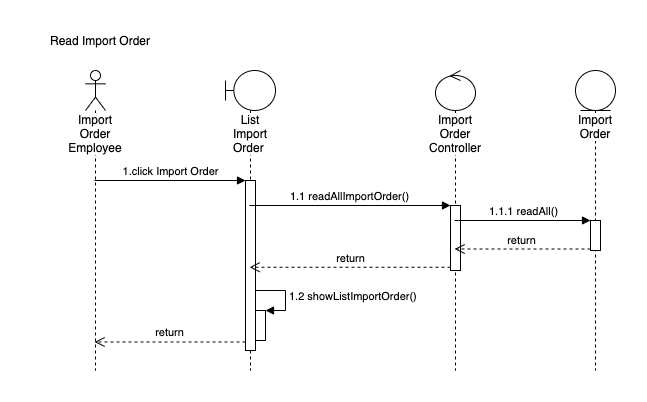 Read Import Order
Import
Order
Employee
List
Import
Order
Import
Order
Controller
Import
Order
1.click Import Order
1.1 readAllImportOrder()
1.1.1 readAll()
return
return
1.2 showListImportOrder()
return